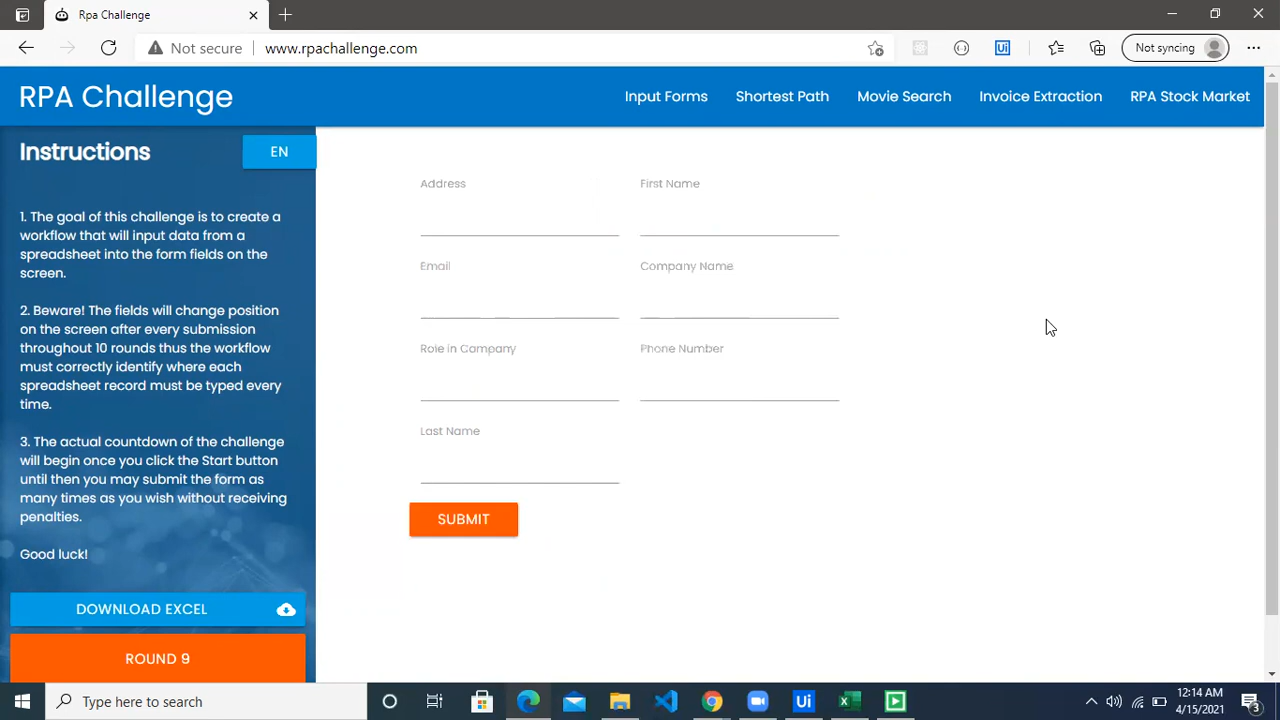 RPA Challenge
Not secure
www.rpachallenge.com
Not syncing
RPA Challenge
Input Forms
Shortest Path
Movie Search
Invoice Extraction
RPA Stock Market
Instructions
EN
1. The goal of this challenge is to create a
workflow that will input data from a
spreadsheet into the form fields on the
screen.
2. Beware! The fields will change position
on the screen after every submission
throughout 10 rounds thus the workflow
must correctly identify where each
spreadsheet record must be typed every
time.
3. The actual countdown of the challenge
will begin once you click the Start button
until then you may submit the form as
many times as you wish without receiving
penalties.
Good luck!
DOWNLOAD EXCEL
ROUND 9
Address
First Name
Email
Company Name
Role in Company
Phone Number
Last Name
SUBMIT
Type here to search
Ui
12:14 AM
4/15/2021
3